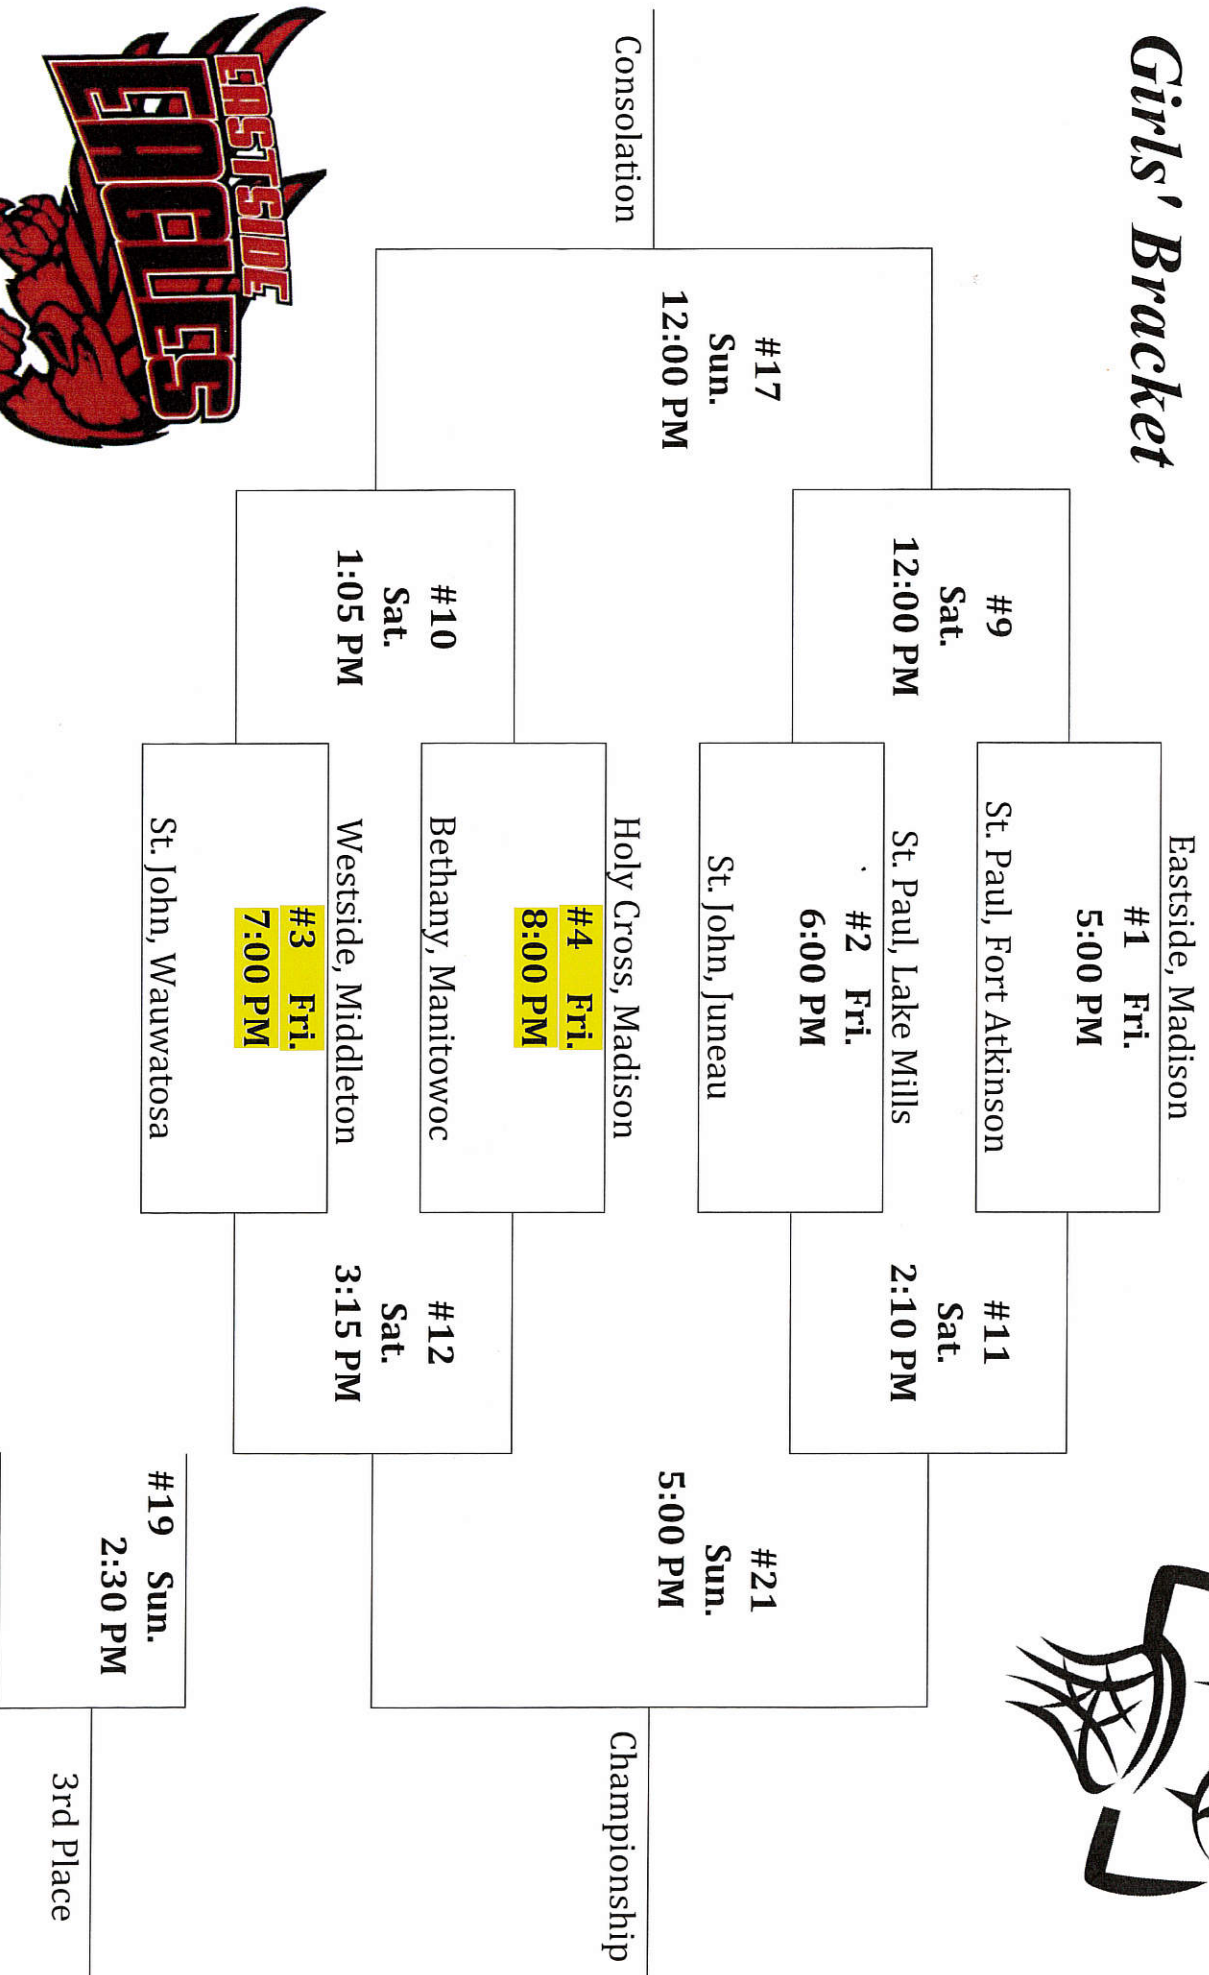 Girls' Bracket
Eastside, Madison
#1 Fri.
5:00 PM
St. Paul, Fort Atkinson
#9
Sat.
12:00 PM
#11
Sat.
2:10 PM
St. Paul, Lake Mills
#2 Fri.
6:00 PM
St. John, Juneau
#17
Sun.
12:00 PM
#21
Sun.
5:00 PM
Consolation
Championship
Holy Cross, Madison
#4 Fri.
8:00 PM
Bethany, Manitowoc
#10
Sat.
1:05 PM
#12
Sat.
3:15 PM
Westside, Middleton
#3 Fri.
7:00 PM
St. John, Wauwatosa
EASTSIDE
EAGLES
#19 Sun.
2:30 PM
3rd Place